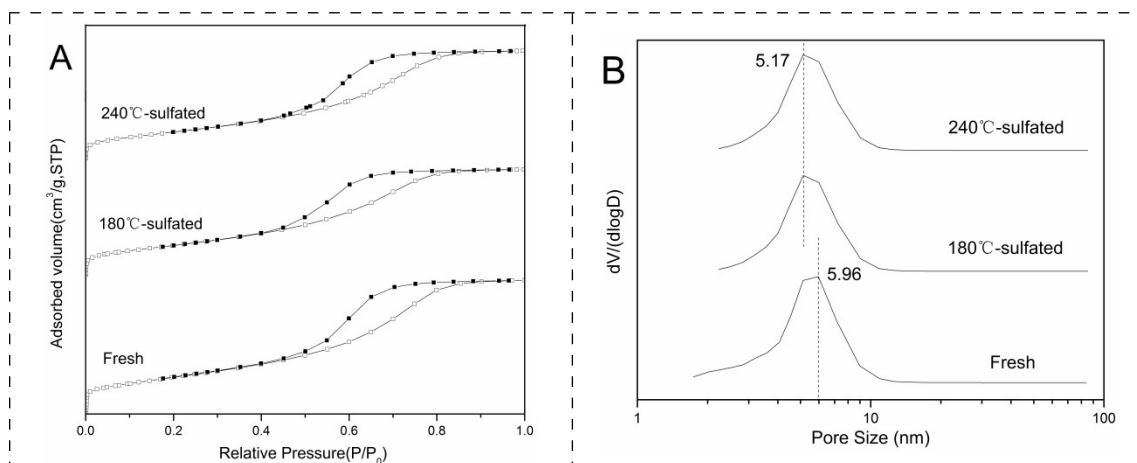 A
240℃-sulfated
180℃-sulfated
Fresh
Adsorbed volume(cm³/g,STP)
0.0 0.2 0.4 0.6 0.8 1.0
Relative Pressure(P/P₀)
B
5.17
240℃-sulfated
180℃-sulfated
5.96
Fresh
dV/(dlogD)
1 10 100
Pore Size (nm)